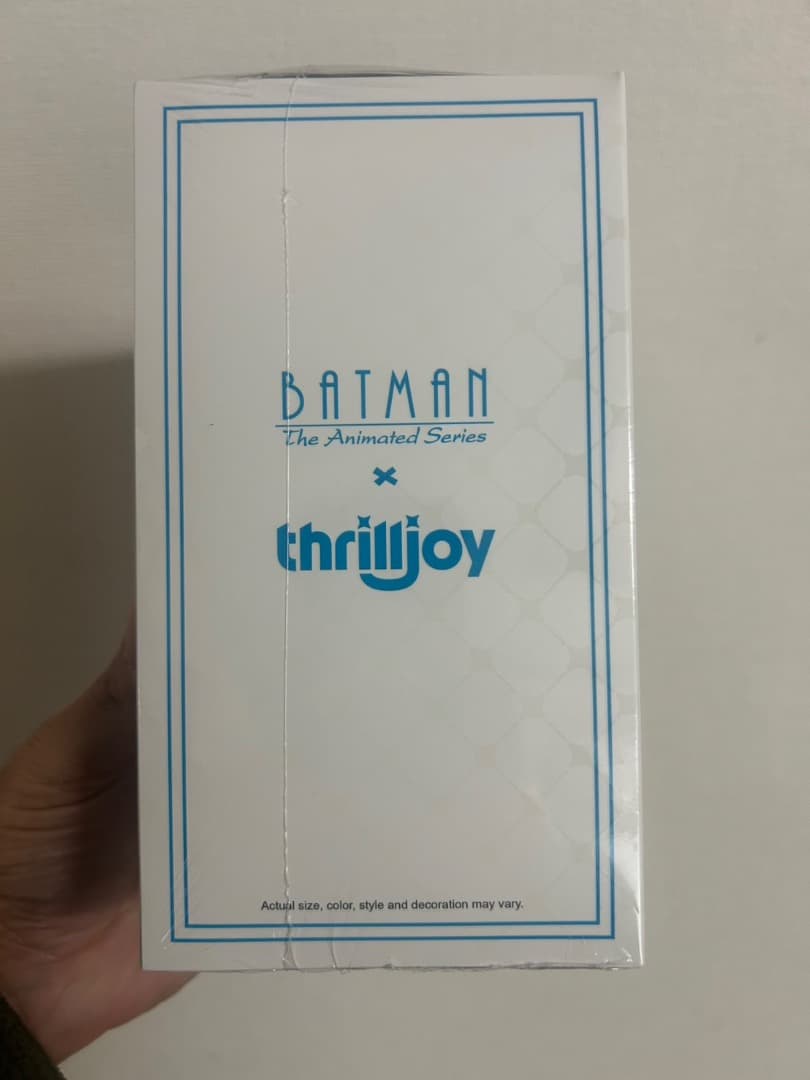 BATMAN
The Animated Series
×
thrilljoy
Actual size, color, style and decoration may vary.